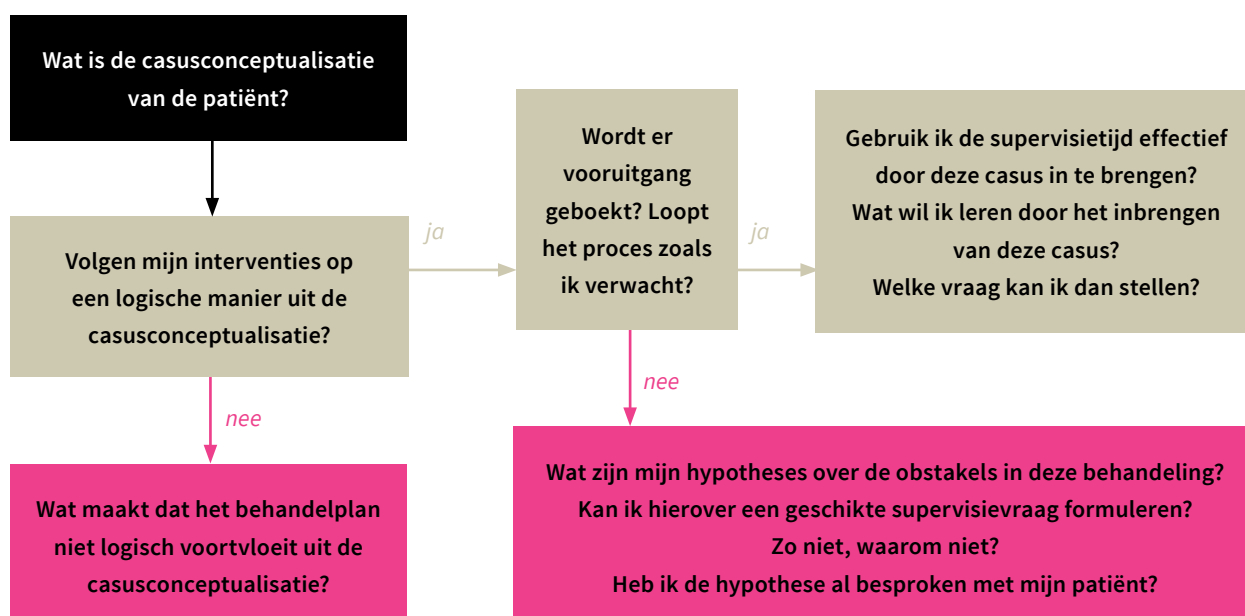 Wat is de casusconceptualisatie
van de patiënt?
Volgen mijn interventies op
een logische manier uit de
casusconceptualisatie?
ja
Wordt er
vooruitgang
geboekt? Loopt
het proces zoals
ik verwacht?
ja
Gebruik ik de supervisietijd effectief
door deze casus in te brengen?
Wat wil ik leren door het inbrengen
van deze casus?
Welke vraag kan ik dan stellen?
nee
Wat maakt dat het behandelplan
niet logisch voortvloeit uit de
casusconceptualisatie?
nee
Wat zijn mijn hypotheses over de obstakels in deze behandeling?
Kan ik hierover een geschikte supervisievraag formuleren?
Zo niet, waarom niet?
Heb ik de hypothese al besproken met mijn patiënt?